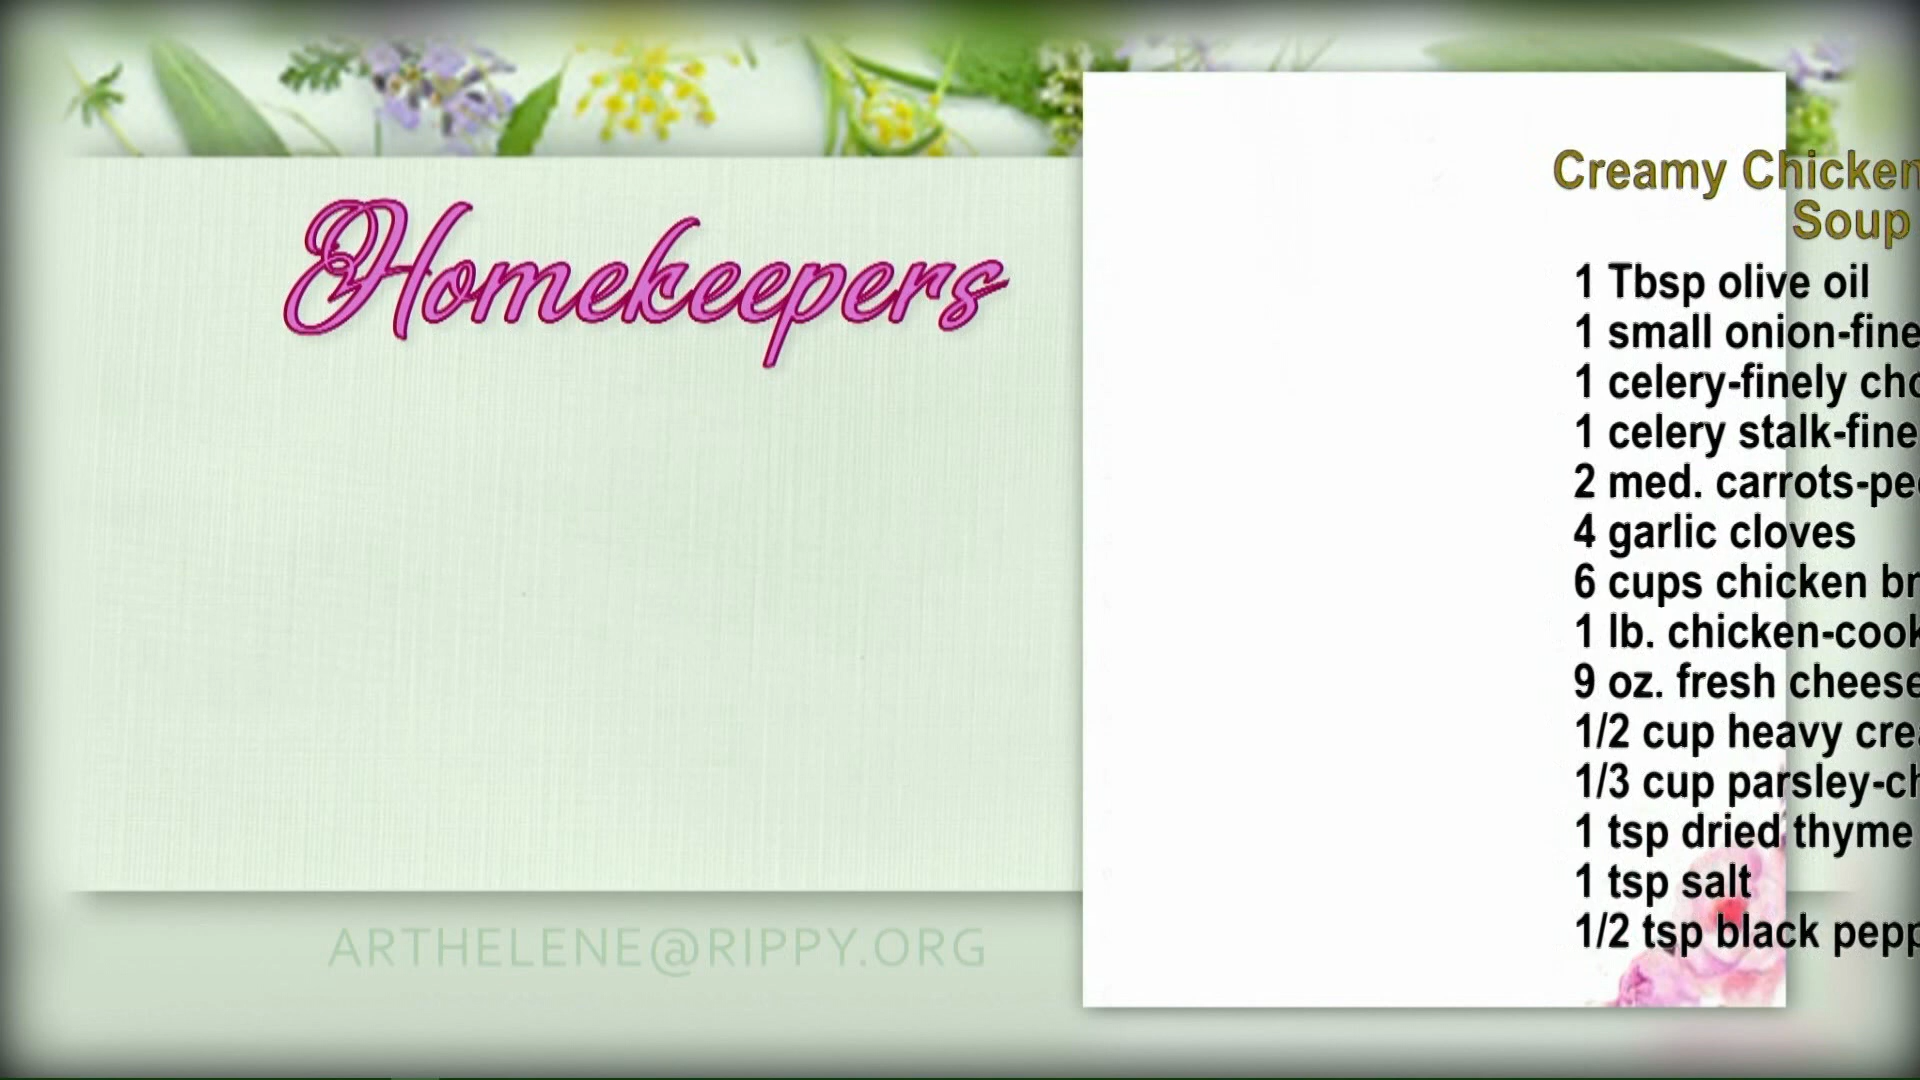 Homekeepers
Creamy Chicken
Soup
1 Tbsp olive oil
1 small onion-fine
1 celery-finely cho
1 celery stalk-fine
2 med. carrots-pee
4 garlic cloves
6 cups chicken br
1 lb. chicken-cook
9 oz. fresh cheese
1/2 cup heavy crea
1/3 cup parsley-ch
1 tsp dried thyme
1 tsp salt
1/2 tsp black pepp
ARTHELENE@RIPPY.ORG